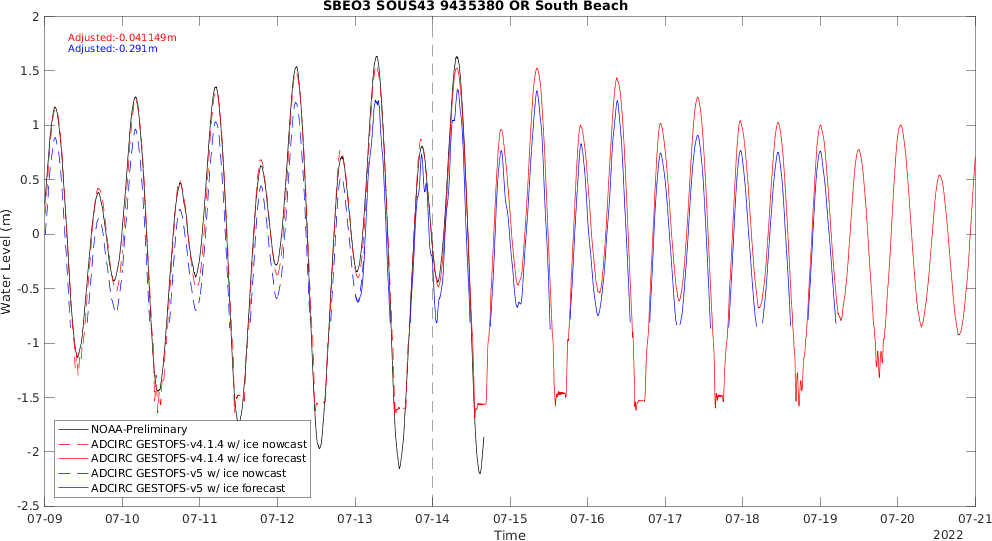 SBEO3 SOUS43 9435380 OR South Beach
Adjusted:-0.041149m
Adjusted:-0.291m
Water Level (m)
2
1.5
1
0.5
0
-0.5
-1
-1.5
-2
-2.5
NOAA-Preliminary
ADCIRC GESTOFS-v4.1.4 w/ ice nowcast
ADCIRC GESTOFS-v4.1.4 w/ ice forecast
ADCIRC GESTOFS-v5 w/ ice nowcast
ADCIRC GESTOFS-v5 w/ ice forecast
07-09 07-10 07-11 07-12 07-13 07-14 07-15 07-16 07-17 07-18 07-19 07-20 07-21
Time
2022